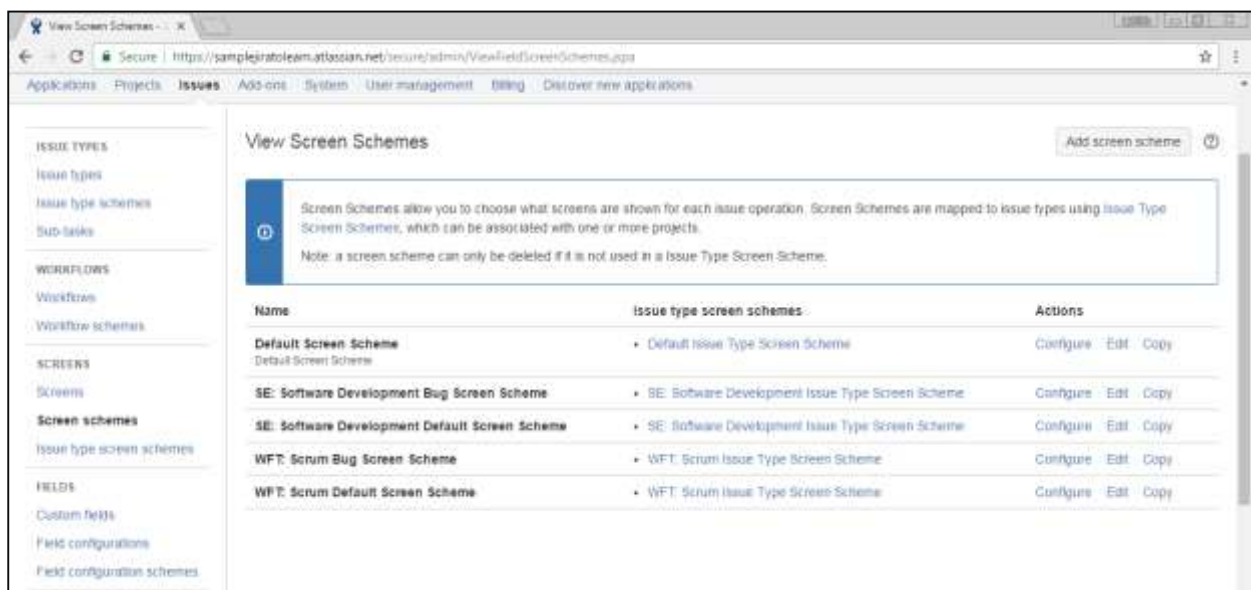 View Screen Schemes -
Secure https://samplejiratolearn.atlassian.net/secure/admin/ViewFieldScreenSchemes.jspa
Applications Projects Issues Add-ons System User management Billing Discover new applications
ISSUE TYPES
Issue types
Issue type schemes
Sub-tasks
WORKFLOWS
Workflows
Workflow schemes
SCREENS
Screens
Screen schemes
Issue type screen schemes
FIELDS
Custom fields
Field configurations
Field configuration schemes
View Screen Schemes
Add screen scheme
Screen Schemes allow you to choose what screens are shown for each issue operation. Screen Schemes are mapped to issue types using Issue Type
Screen Schemes, which can be associated with one or more projects.
Note: a screen scheme can only be deleted if it is not used in a Issue Type Screen Scheme.
Name Issue type screen schemes Actions
Default Screen Scheme • Default Issue Type Screen Scheme Configure Edit Copy
Default Screen Scheme
SE: Software Development Bug Screen Scheme • SE: Software Development Issue Type Screen Scheme Configure Edit Copy
SE: Software Development Default Screen Scheme • SE: Software Development Issue Type Screen Scheme Configure Edit Copy
WFT: Scrum Bug Screen Scheme • WFT: Scrum Issue Type Screen Scheme Configure Edit Copy
WFT: Scrum Default Screen Scheme • WFT: Scrum Issue Type Screen Scheme Configure Edit Copy